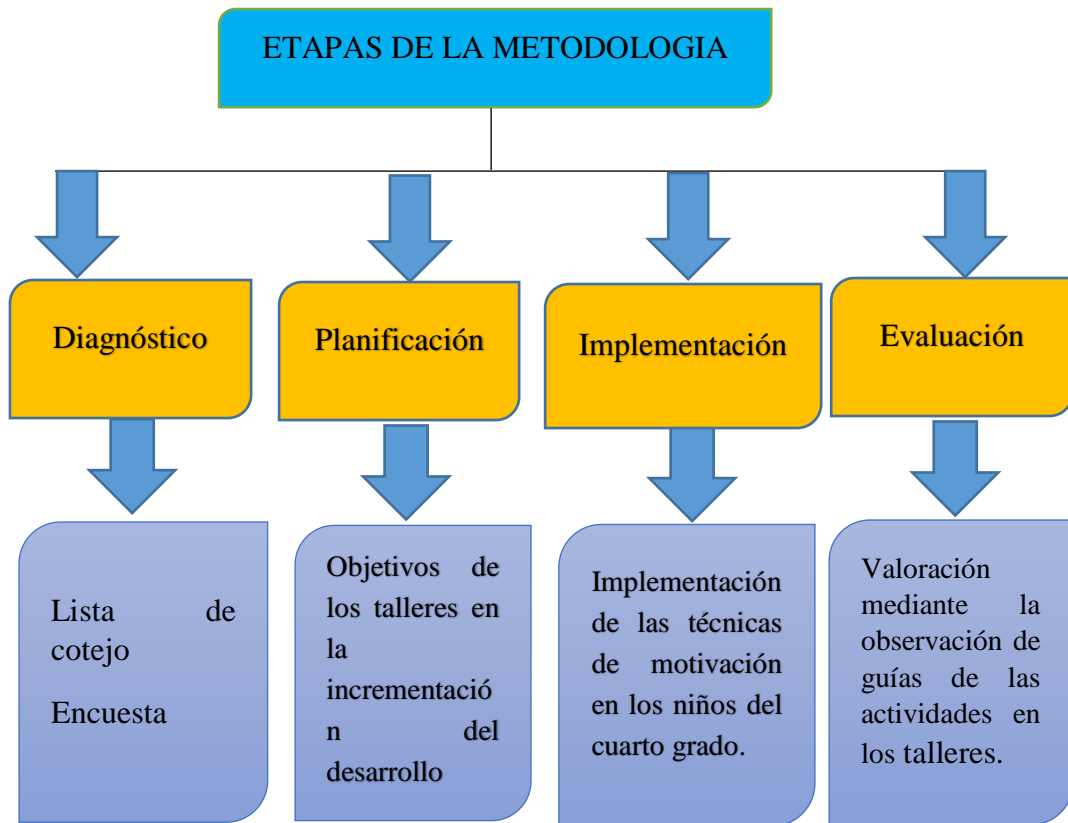 ETAPAS DE LA METODOLOGIA
Diagnóstico
Planificación
Implementación
Evaluación
Lista de
cotejo
Encuesta
Objetivos de
los talleres en
la
incrementació
n del
desarrollo
Implementación
de las técnicas
de motivación
en los niños del
cuarto grado.
Valoración
mediante la
observación de
guías de las
actividades en
los talleres.